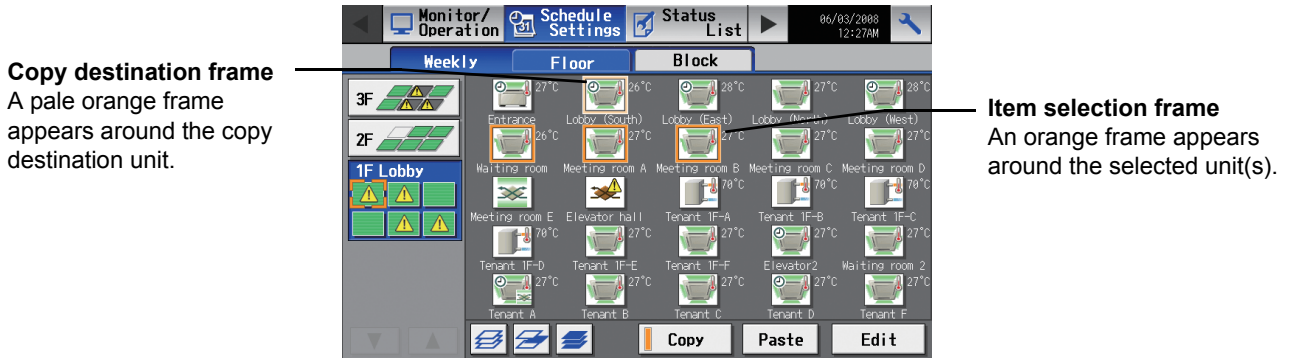 Monitor/
Operation
Schedule
Settings
31
Status
List
06/03/2008
12:27AM
Weekly
Floor
Block
Copy destination frame
A pale orange frame
appears around the copy
destination unit.
Item selection frame
An orange frame appears
around the selected unit(s).
3F
2F
1F Lobby
27°C
26°C
28°C
27°C
28°C
Entrance
Lobby (South)
Lobby (East)
Lobby (North)
Lobby (West)
26°C
27°C
27°C
27°C
27°C
Waiting room
Meeting room A
Meeting room B
Meeting room C
Meeting room D
70°C
70°C
70°C
Meeting room E
Elevator hall
Tenant 1F-A
Tenant 1F-B
Tenant 1F-C
70°C
27°C
27°C
27°C
27°C
Tenant 1F-D
Tenant 1F-E
Tenant 1F-F
Elevator2
Waiting room 2
27°C
27°C
27°C
27°C
27°C
Tenant A
Tenant B
Tenant C
Tenant D
Tenant F
Copy
Paste
Edit